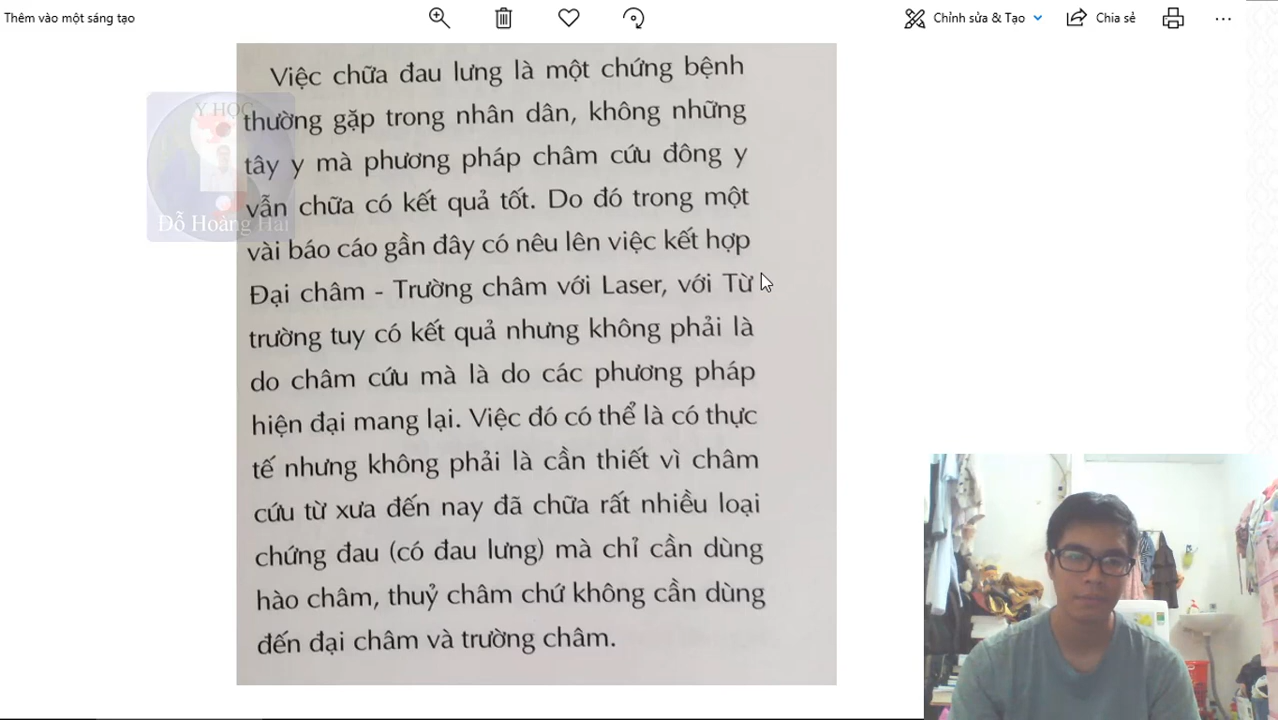 Thêm vào một sáng tạo
Chỉnh sửa & Tạo
Chia sẻ
Việc chữa đau lưng là một chứng bệnh
thường gặp trong nhân dân, không những
tây y mà phương pháp châm cứu đông y
vẫn chữa có kết quả tốt. Do đó trong một
vài báo cáo gần đây có nêu lên việc kết hợp
Đại châm - Trường châm với Laser, với Từ
trường tuy có kết quả nhưng không phải là
do châm cứu mà là do các phương pháp
hiện đại mang lại. Việc đó có thể là có thực
tế nhưng không phải là cần thiết vì châm
cứu từ xưa đến nay đã chữa rất nhiều loại
chứng đau (có đau lưng) mà chỉ cần dùng
hào châm, thuỷ châm chứ không cần dùng
đến đại châm và trường châm.
Y HỌC
Đỗ Hoàng Hải